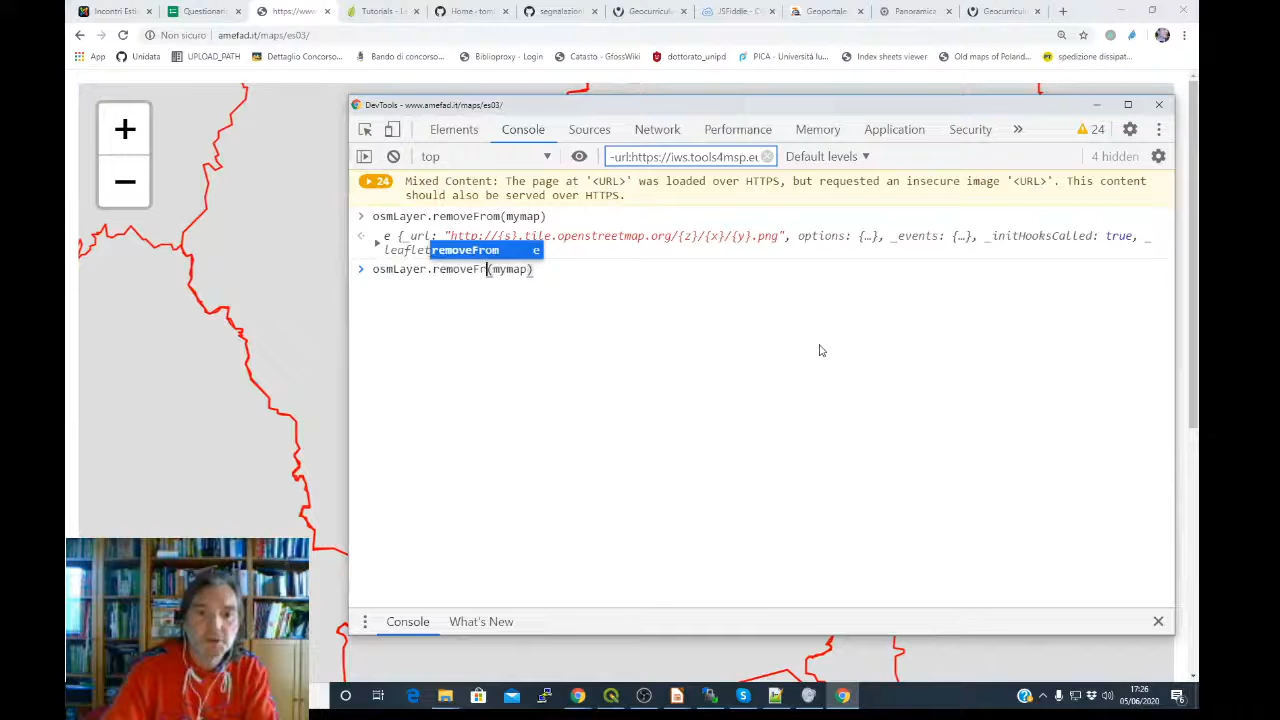 Incontri Esti
Questionari
https://www
Tutorials - L
Home - tom
segnalazion
Geocurricul
JSFiddle - C
Geoportale
Panoramica
Geocurricul
Non sicuro
amefad.it/maps/es03/
App
Unidata
UPLOAD_PATH
Dettaglio Concorso...
Bando di concorso...
Biblioproxy - Login
Catasto - GfossWiki
dottorato_unipd
PICA - Università lu...
Index sheets viewer
Old maps of Poland...
spedizione dissipat...
+
−
DevTools - www.amefad.it/maps/es03/
Elements
Console
Sources
Network
Performance
Memory
Application
Security
»
24
top
-url:https://iws.tools4msp.eu
Default levels
4 hidden
24
Mixed Content: The page at '<URL>' was loaded over HTTPS, but requested an insecure image '<URL>'. This content
should also be served over HTTPS.
osmLayer.removeFrom(mymap)
e {_url: "http://{s}.tile.openstreetmap.org/{z}/{x}/{y}.png", options: {…}, _events: {…}, _initHooksCalled: true, _
leaflet
removeFrom e
osmLayer.removeFr(mymap)
Console
What's New
17:26
05/06/2020
6